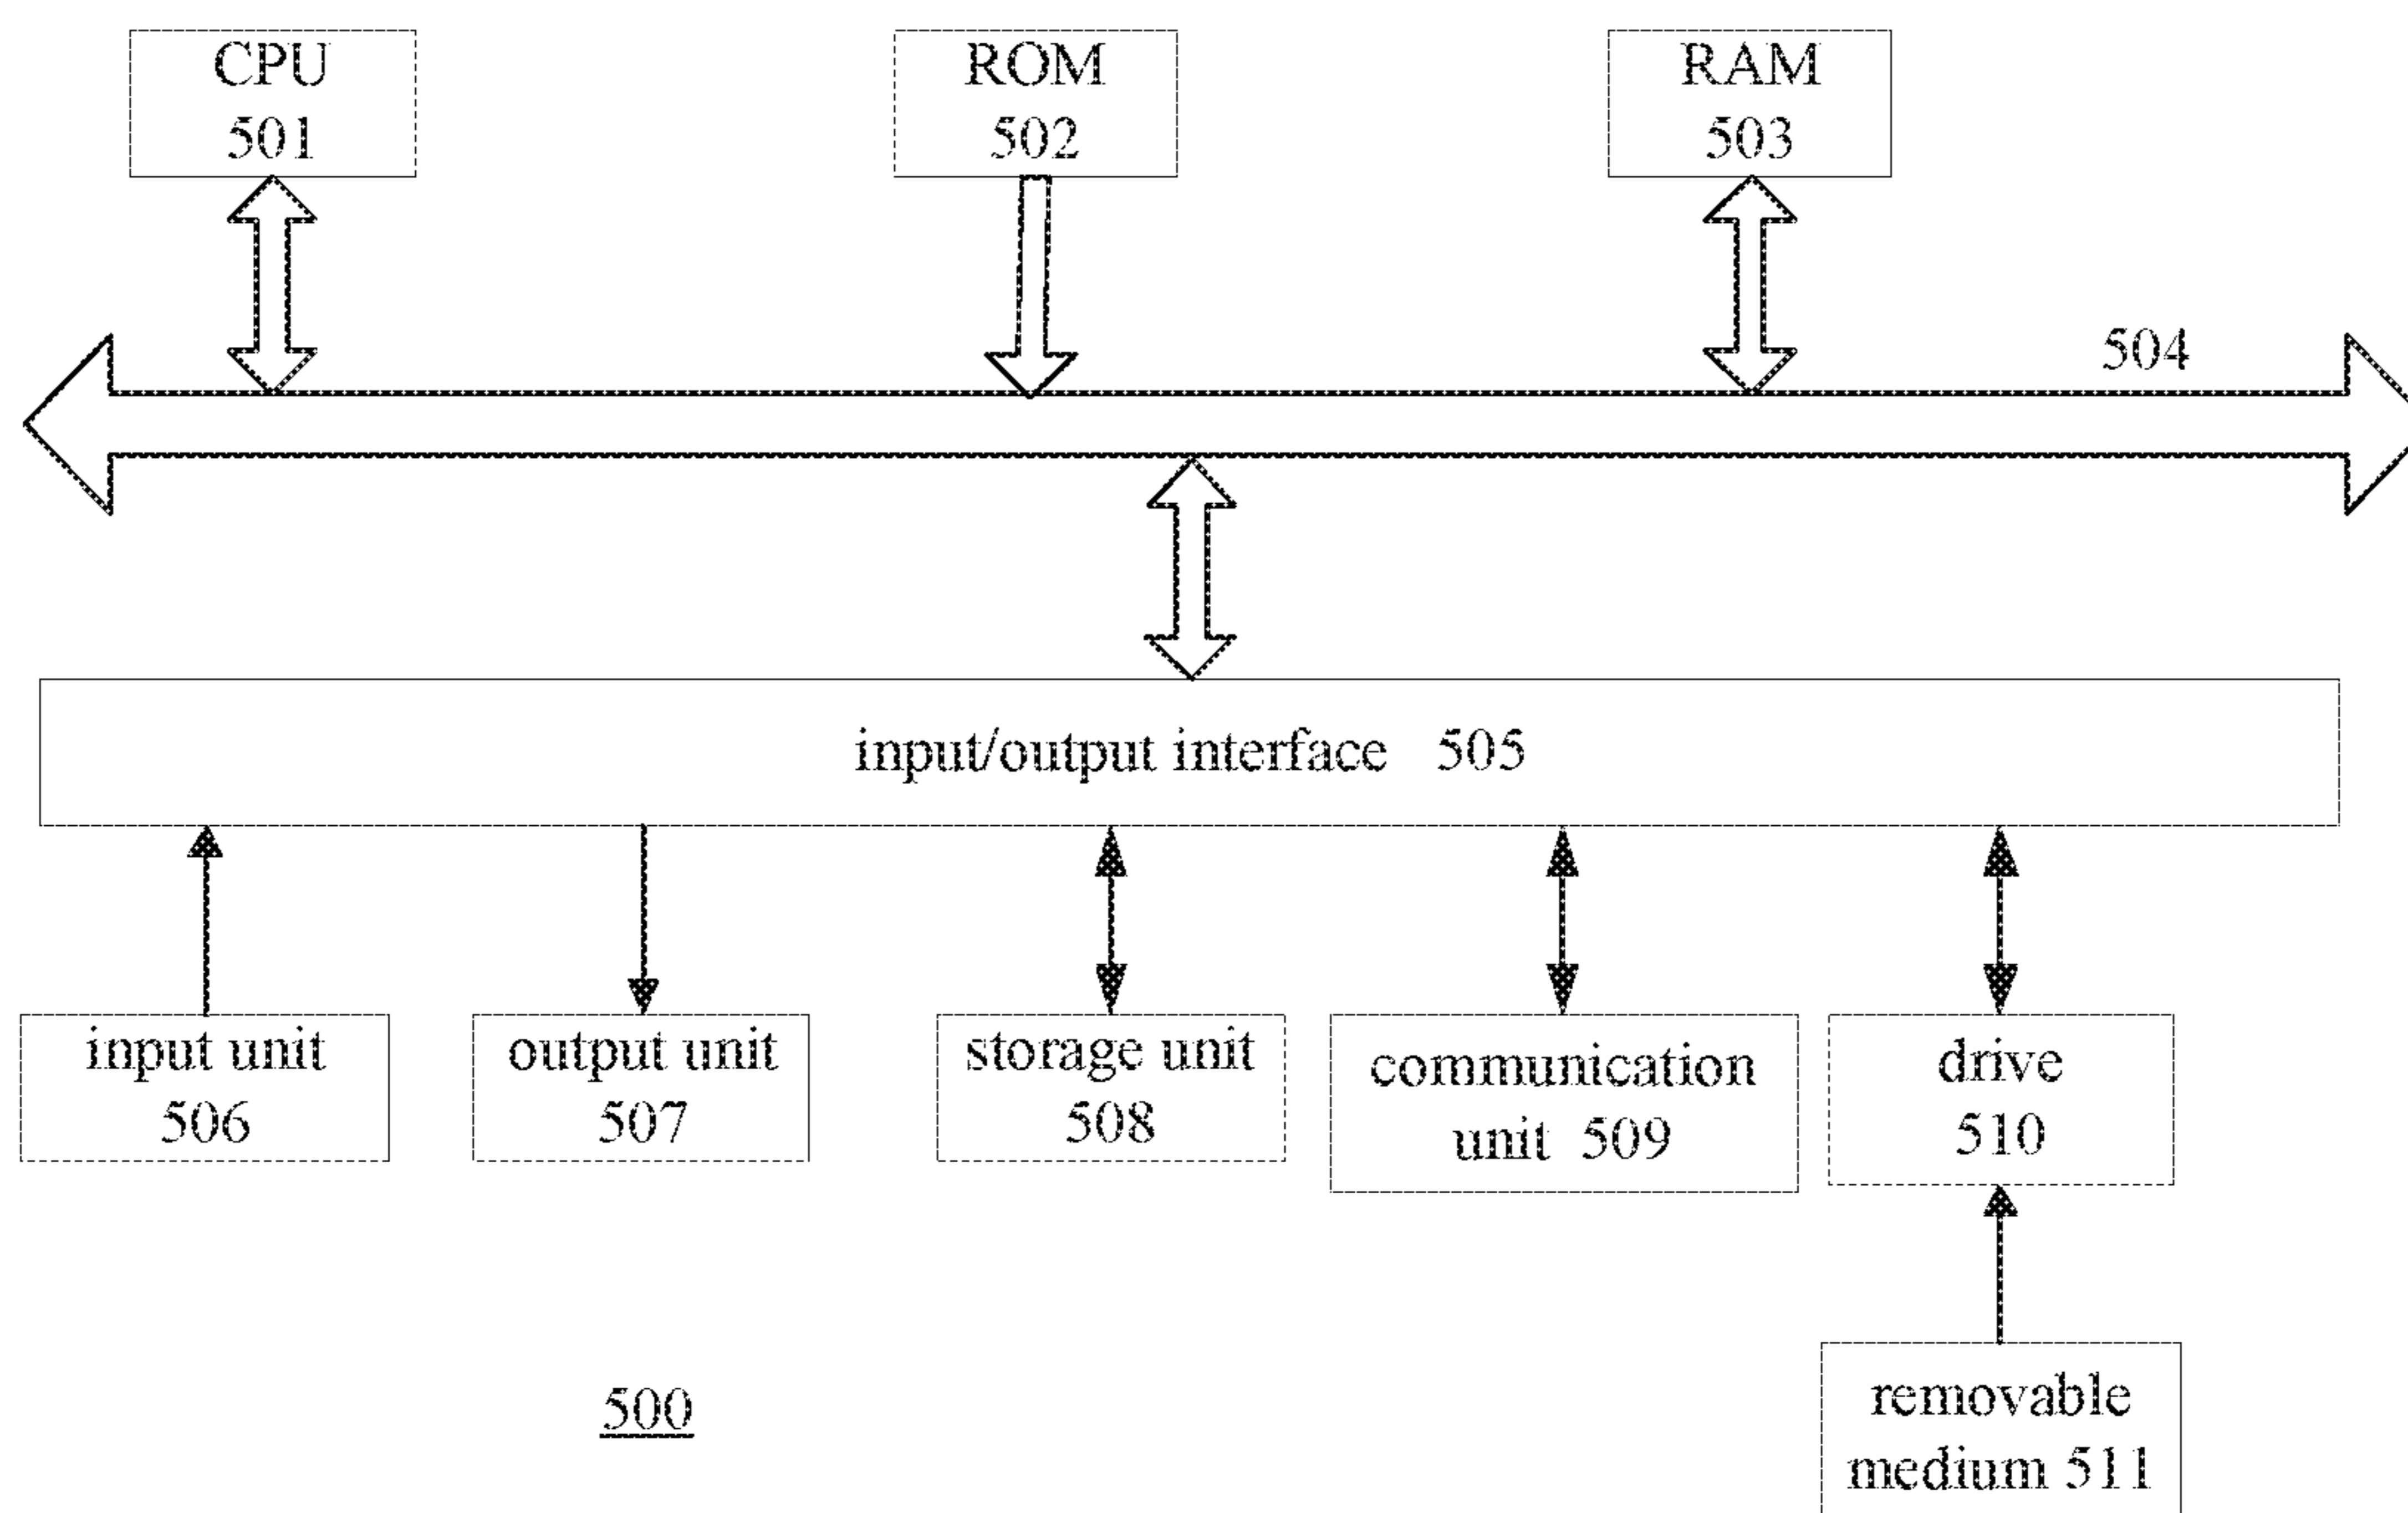 CPU
501
ROM
502
RAM
503
504
input/output interface 505
input unit
506
output unit
507
storage unit
508
communication
unit 509
drive
510
removable
medium 511
500